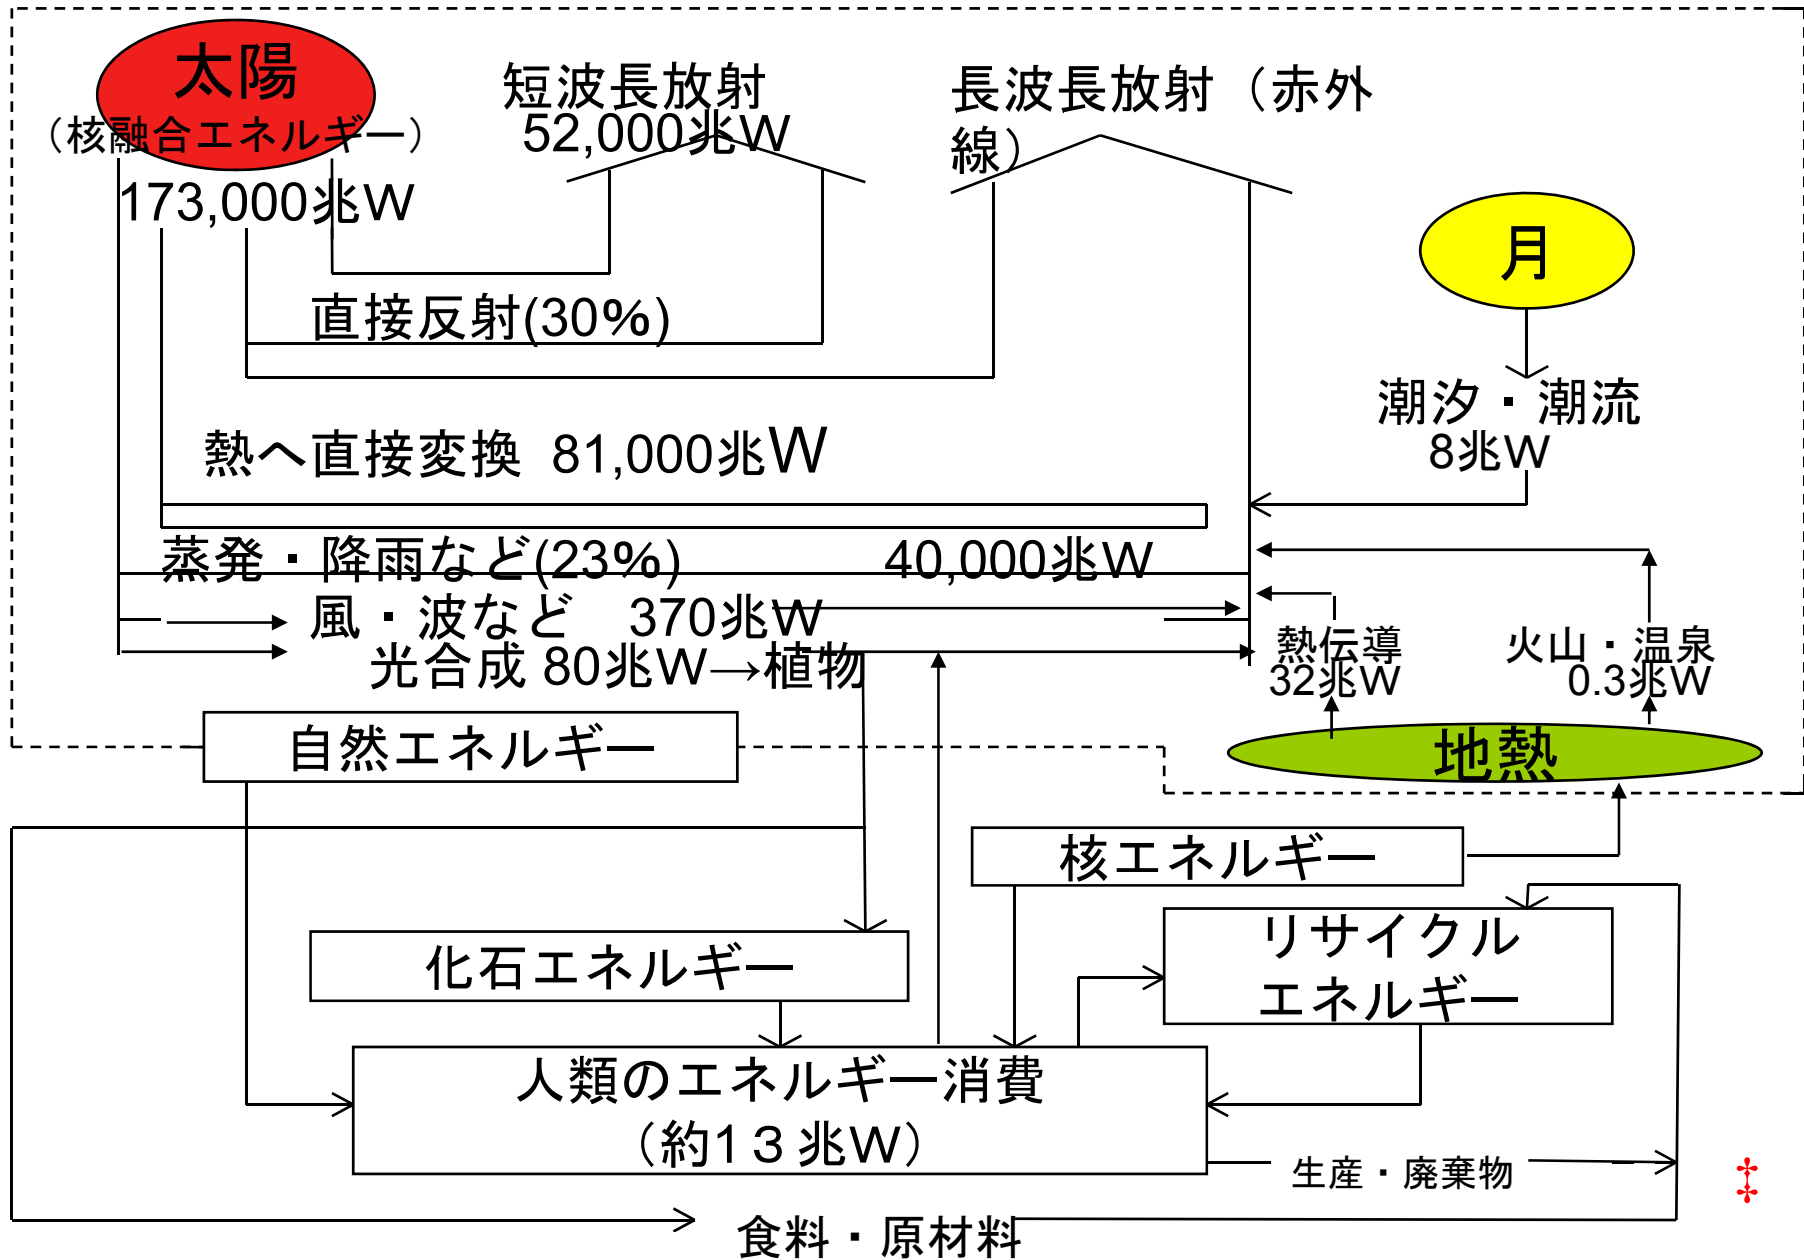 太陽
（核融合エネルギー）
173,000兆W
短波長放射
52,000兆W
長波長放射（赤外
線）
月
直接反射(30%)
潮汐・潮流
8兆W
熱へ直接変換 81,000兆W
蒸発・降雨など(23%) 40,000兆W
風・波など 370兆W
光合成 80兆W→植物
熱伝導
32兆W
火山・温泉
0.3兆W
自然エネルギー
地熱
核エネルギー
化石エネルギー
リサイクル
エネルギー
人類のエネルギー消費
（約1３兆W）
生産・廃棄物
‡
食料・原材料